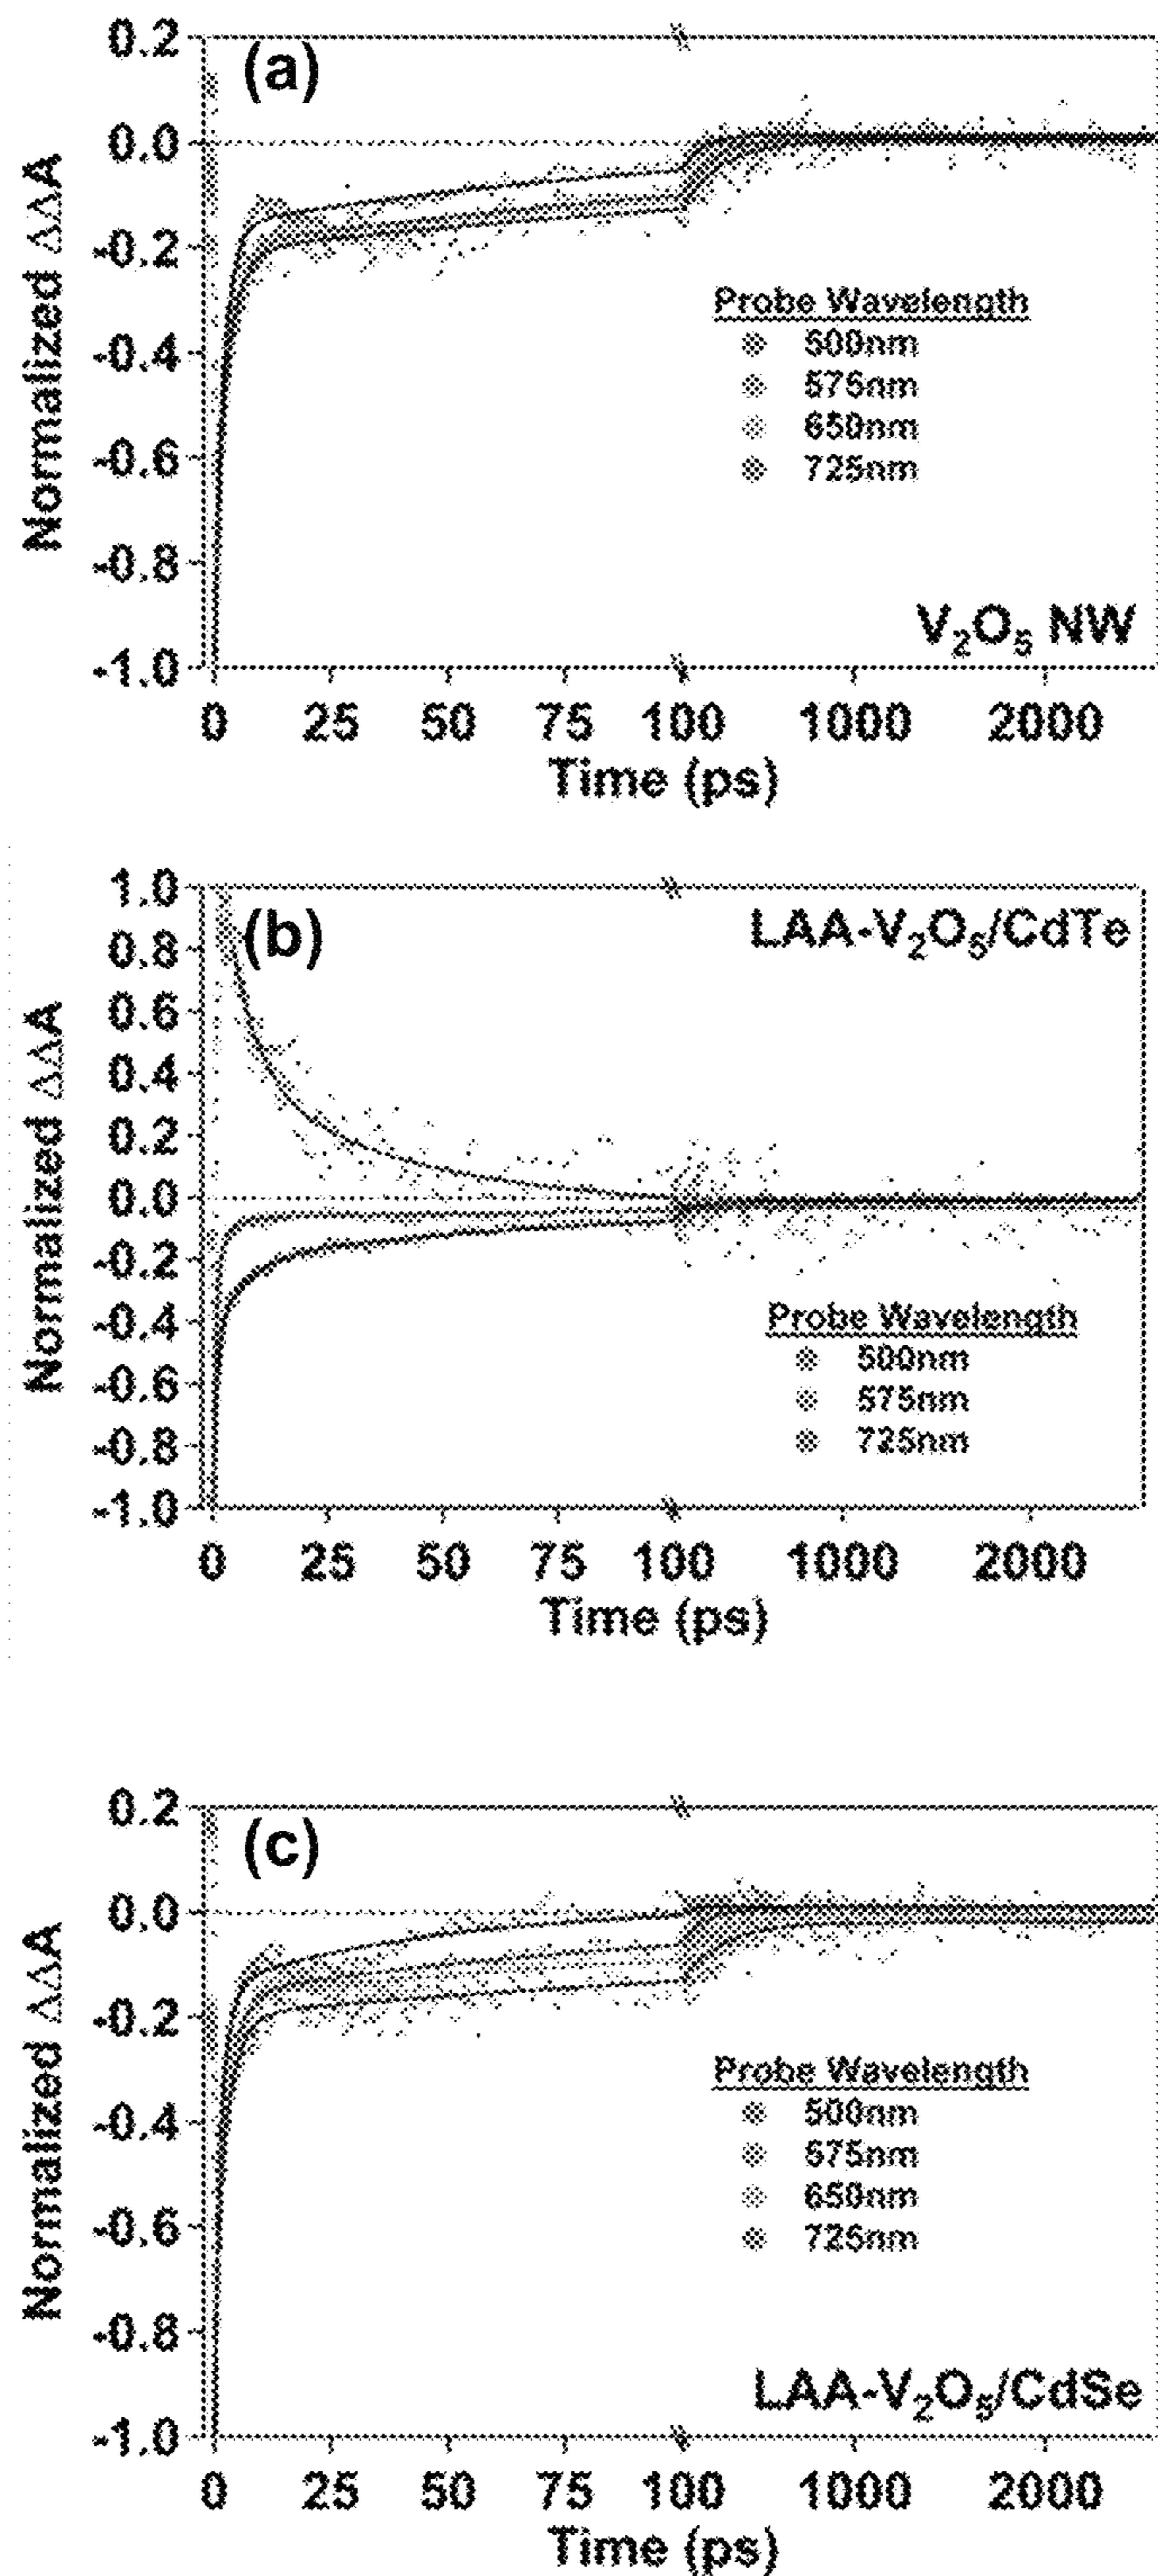 (a)
Normalized ΔΔA
0.2
0.0
-0.2
-0.4
-0.6
-0.8
-1.0
Probe Wavelength
500nm
575nm
650nm
725nm
V₂O₅ NW
0 25 50 75 100 1000 2000
Time (ps)
(b)
LAA-V₂O₅/CdTe
Normalized ΔΔA
1.0
0.8
0.6
0.4
0.2
0.0
-0.2
-0.4
-0.6
-0.8
-1.0
Probe Wavelength
500nm
575nm
725nm
0 25 50 75 100 1000 2000
Time (ps)
(c)
Normalized ΔΔA
0.2
0.0
-0.2
-0.4
-0.6
-0.8
-1.0
Probe Wavelength
500nm
575nm
650nm
725nm
LAA-V₂O₅/CdSe
0 25 50 75 100 1000 2000
Time (ps)